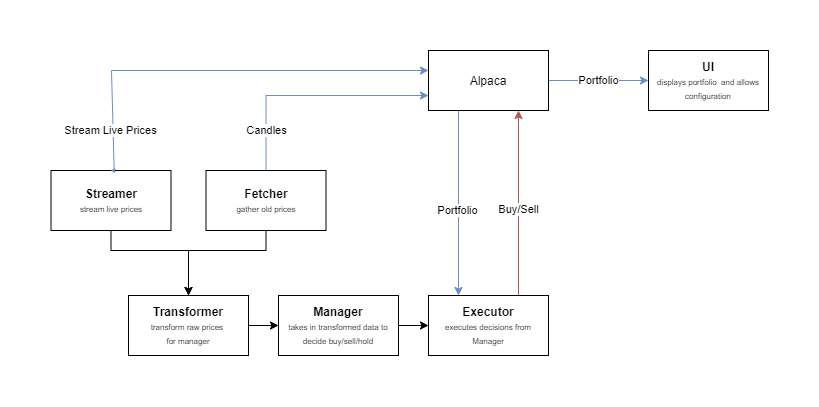 Alpaca
Portfolio
UI
displays portfolio and allows
configuration
Stream Live Prices
Candles
Streamer
stream live prices
Fetcher
gather old prices
Portfolio
Buy/Sell
Transformer
transform raw prices
for manager
Manager
takes in transformed data to
decide buy/sell/hold
Executor
executes decisions from
Manager